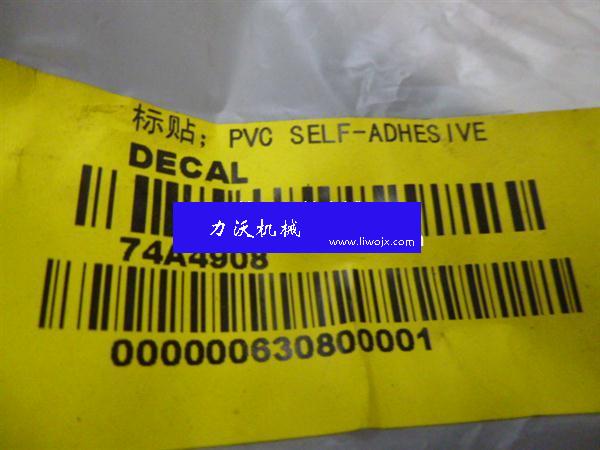 标贴; PVC SELF-ADHESIVE
DECAL
力沃机械
www.liwojx.com
74A4908
000000630800001